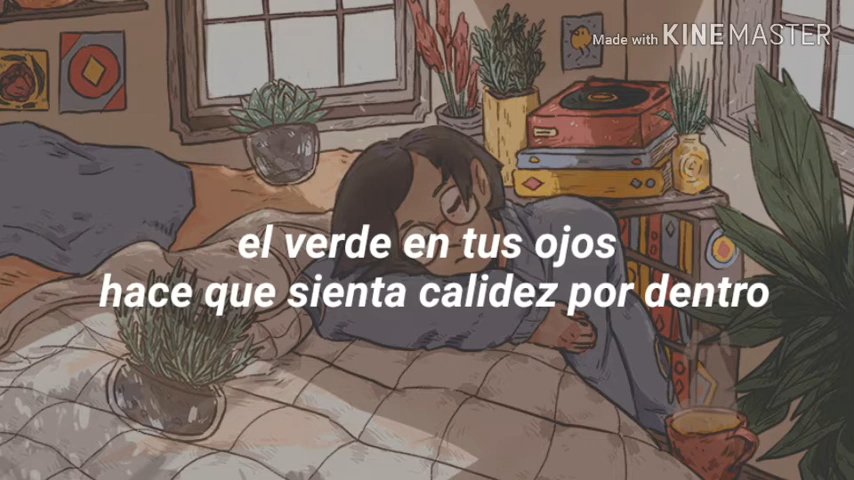 Made with KINEMASTER
el verde en tus ojos
hace que sienta calidez por dentro